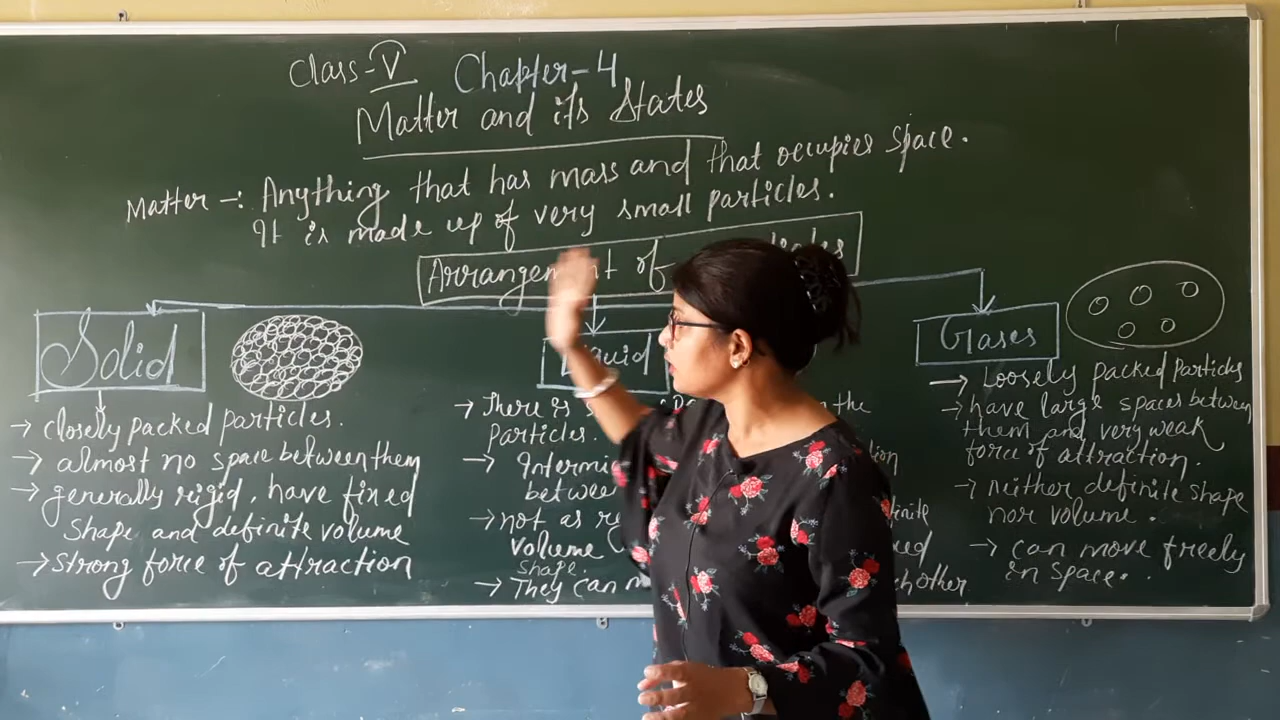 Class-V Chapter-4
Matter and its States
Matter -: Anything that has mass and that occupies space.
It is made up of very small particles.
Arrangement of
Solid
→ closely packed particles.
→ almost no space between them
→ generally rigid, have fixed
shape and definite volume
→ strong force of attraction
→ There is the
particles.
→
between
→ not as
volume
shape.
→ They can
Gases
→ Loosely packed particles
→ have large spaces between
them and very weak
force of attraction.
→ neither definite shape
nor volume.
→ can move freely
in space.